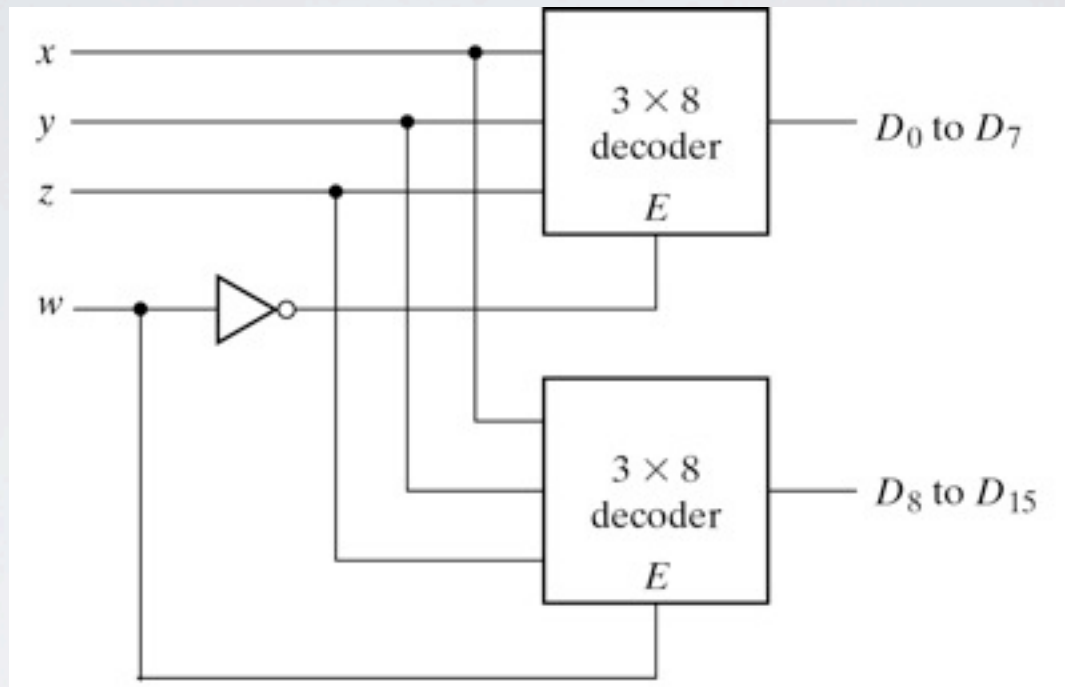 x
y
z
w
3 × 8
decoder
E
D₀ to D₇
3 × 8
decoder
E
D₈ to D₁₅